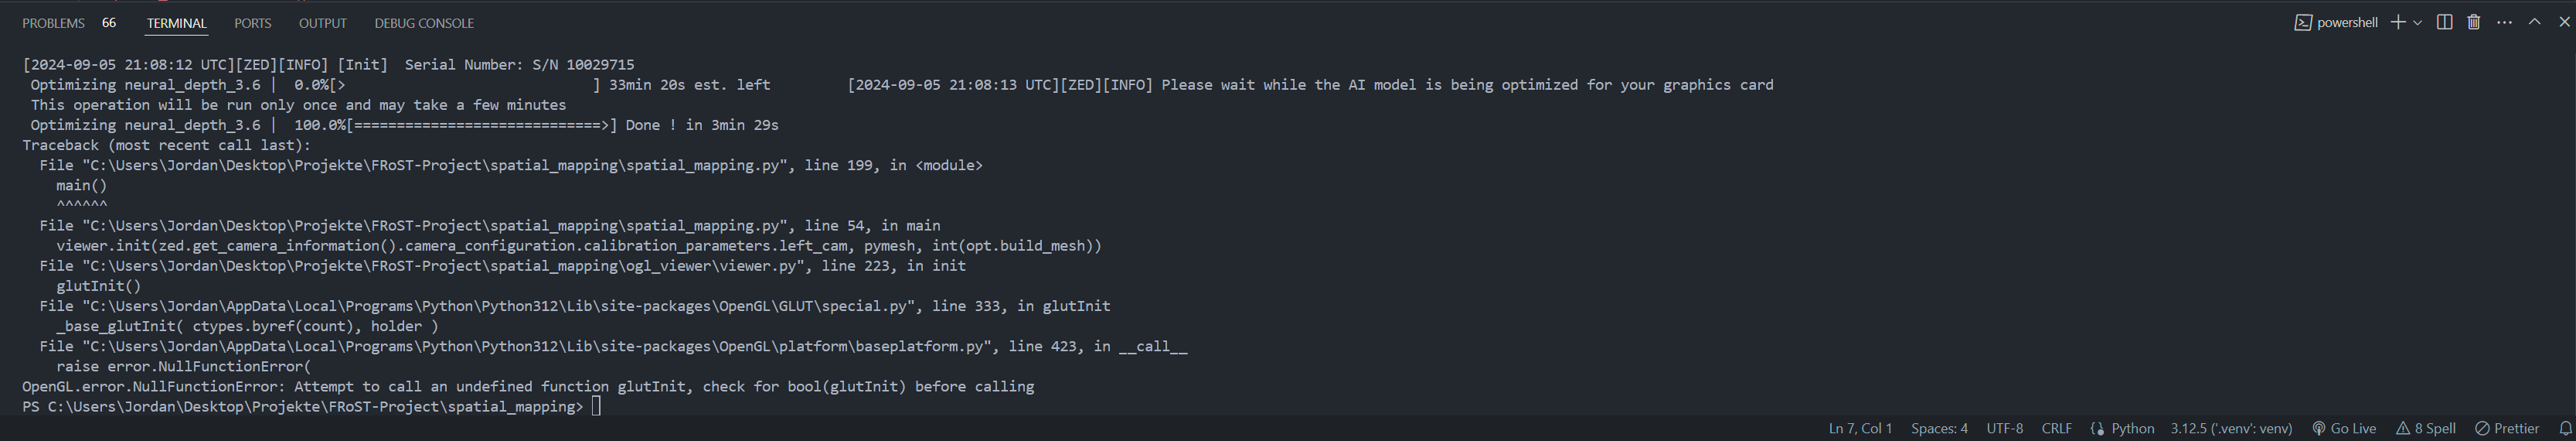 PROBLEMS 66 TERMINAL PORTS OUTPUT DEBUG CONSOLE powershell
[2024-09-05 21:08:12 UTC][ZED][INFO] [Init]  Serial Number: S/N 10029715
Optimizing neural_depth_3.6 |  0.0%[>                              ] 33min 20s est. left         [2024-09-05 21:08:13 UTC][ZED][INFO] Please wait while the AI model is being optimized for your graphics card
This operation will be run only once and may take a few minutes
Optimizing neural_depth_3.6 |  100.0%[=============================>] Done ! in 3min 29s
Traceback (most recent call last):
  File "C:\Users\Jordan\Desktop\Projekte\FRoST-Project\spatial_mapping\spatial_mapping.py", line 199, in <module>
    main()
    ^^^^^^
  File "C:\Users\Jordan\Desktop\Projekte\FRoST-Project\spatial_mapping\spatial_mapping.py", line 54, in main
    viewer.init(zed.get_camera_information().camera_configuration.calibration_parameters.left_cam, pymesh, int(opt.build_mesh))
  File "C:\Users\Jordan\Desktop\Projekte\FRoST-Project\spatial_mapping\ogl_viewer\viewer.py", line 223, in init
    glutInit()
  File "C:\Users\Jordan\AppData\Local\Programs\Python\Python312\Lib\site-packages\OpenGL\GLUT\special.py", line 333, in glutInit
    _base_glutInit( ctypes.byref(count), holder )
  File "C:\Users\Jordan\AppData\Local\Programs\Python\Python312\Lib\site-packages\OpenGL\platform\baseplatform.py", line 423, in __call__
    raise error.NullFunctionError(
OpenGL.error.NullFunctionError: Attempt to call an undefined function glutInit, check for bool(glutInit) before calling
PS C:\Users\Jordan\Desktop\Projekte\FRoST-Project\spatial_mapping>
Ln 7, Col 1 Spaces: 4 UTF-8 CRLF Python 3.12.5 ('.venv': venv) Go Live 8 Spell Prettier